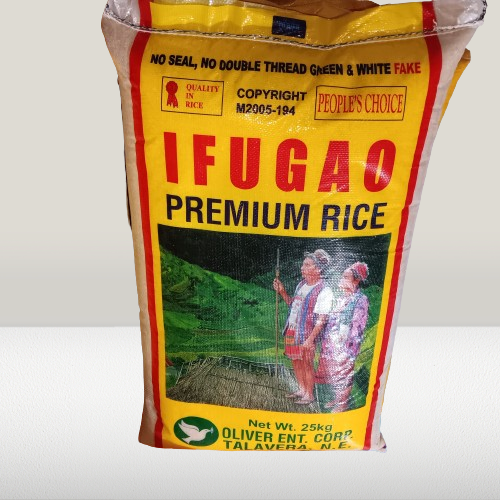 NO SEAL, NO DOUBLE THREAD GREEN & WHITE FAKE
QUALITY
IN
RICE
COPYRIGHT
M2005-194
PEOPLE'S CHOICE
IFUGAO
PREMIUM RICE
Net Wt. 25kg
OLIVER ENT. CORP.
TALAVERA, N.E.